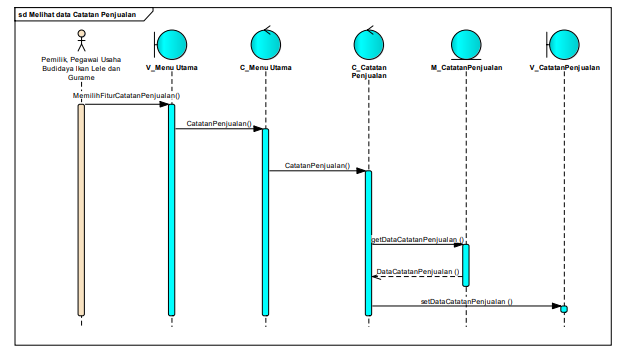 sd Melihat data Catatan Penjualan
Pemilik, Pegawai Usaha
Budidaya Ikan Lele dan
Gurame
V_Menu Utama
C_Menu Utama
C_Catatan
Penjualan
M_CatatanPenjualan
V_CatatanPenjualan
MemilihFiturCatatanPenjualan()
CatatanPenjualan()
CatatanPenjualan()
getDataCatatanPenjualan ()
DataCatatanPenjualan ()
setDataCatatanPenjualan ()